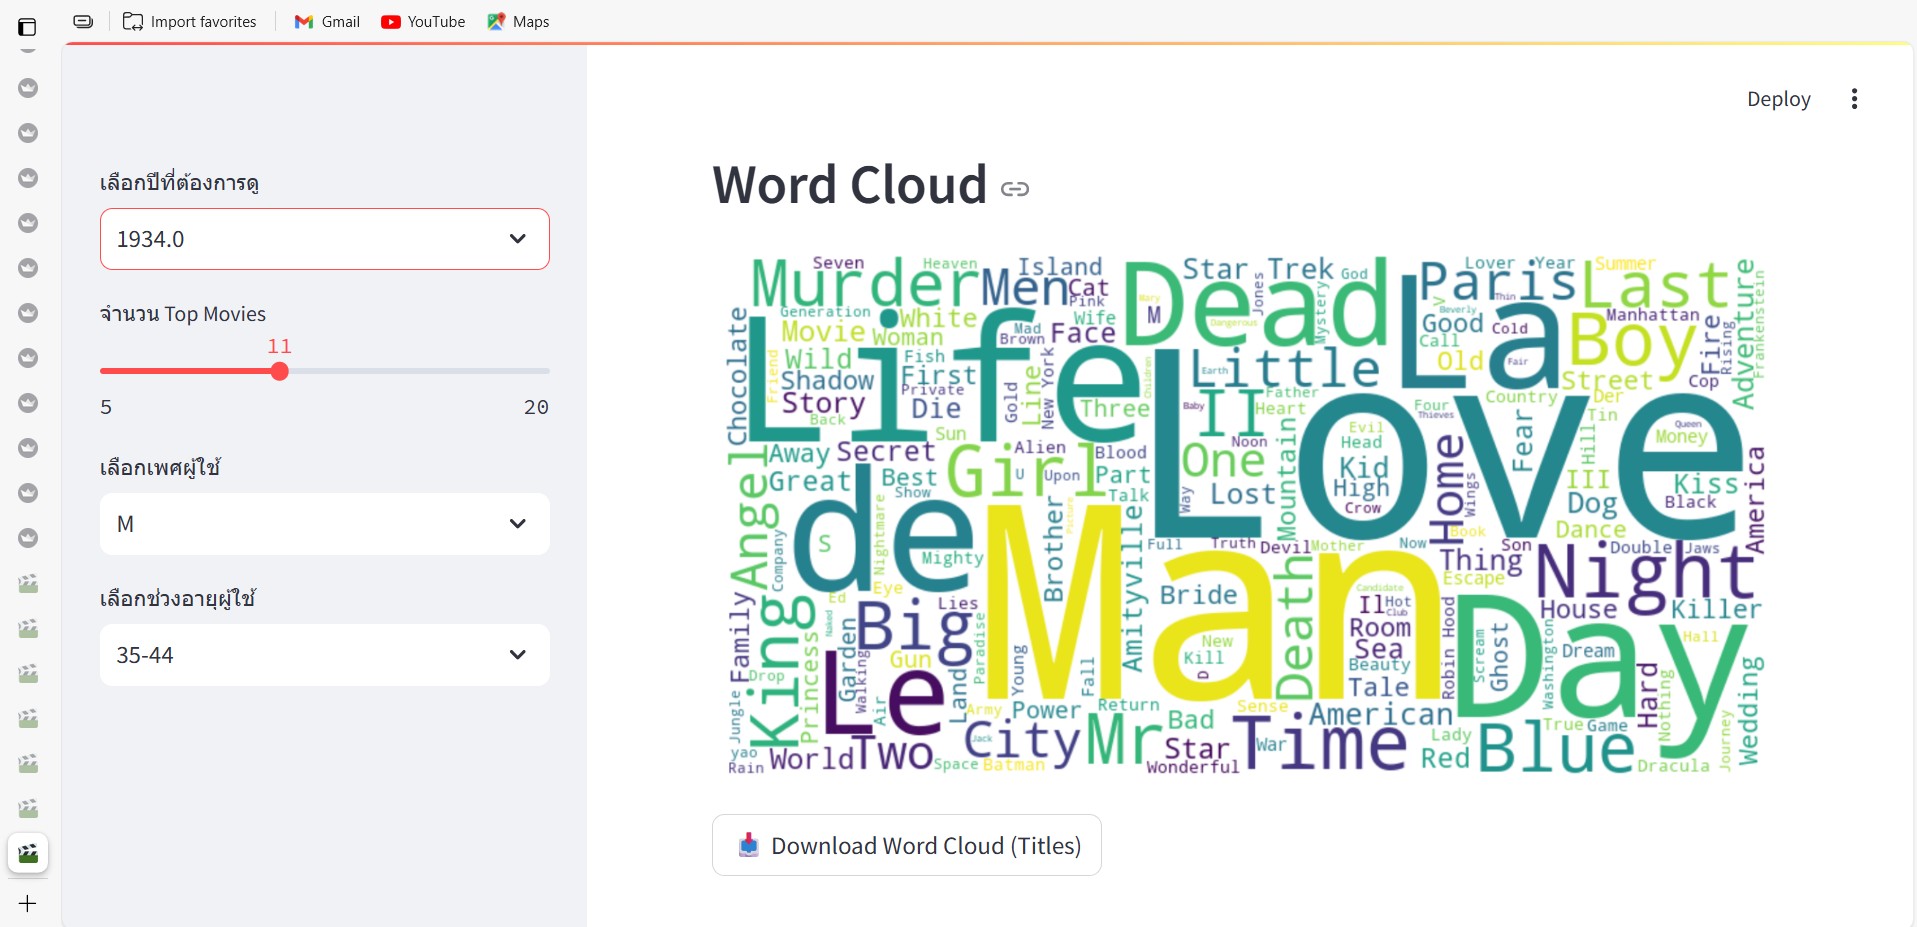 Import favorites
Gmail
YouTube
Maps
Deploy
เลือกปีที่ต้องการดู
1934.0
จำนวน Top Movies
11
5
20
เลือกเพศผู้ใช้
M
เลือกช่วงอายุผู้ใช้
35-44
Word Cloud
Seven
Heaven
Island
Star Trek
God
Lover
Year
Summer
Murder
Men
Cat
Pink
Mary
Dead
Jones
Mystery
Paris
Thin
Last
Adventure
Frankenstein
Generation
White
Wife
M
Dangerous
V
Beverly
Manhattan
Movie
Woman
Mad
Brown
Face
Good
Cold
Call
Boy
Fire
Rising
Chocolate
Life
La
Wild
Fish
Friend
Shadow
First
Private
Story
Die
Back
Sun
Gold
Line
New York
Three
Children
Little
Earth
Old
Fair
Street
Cop
Father
Country
Der
Baby
II
Heart
Four
Thieves
Tin
Love
Queen
Money
Away
Secret
Alien
Blood
Noon
Evil
Head
Fear
Hill
Great
Best
Show
Girl
U
Upon
Part
Talk
One
Kid
High
Crow
Home
Wings
III
Kiss
Dog
Black
America
Angel
Way
Lost
Mountain
Book
Dance
de
Nightmare
Brother
Picture
Amityville
S
Company
Mighty
Full
Truth
Devil
Mother
Now
Son
Double
Jaws
Thing
Night
Escape
Man
Candidate
Ed
Eye
Lies
Bride
Death
Il
Hot
Club
House
Killer
Family
King
Naked
Big
Garden
Paradise
Room
Robin Hood
Day
Hall
Princess
Gun
Young
New
Kill
D
Sea
Beauty
Scream
Ghost
Washington
Dream
Drop
Le
Walking
Land
Fall
Tale
Hard
Nothing
Wedding
Jungle
Air
Army
Power
Return
Sense
American
True
Game
Journey
yao
Rain
World
Two
Jack
City
Mr
Bad
Star
War
Time
Lady
Red
Blue
Space
Batman
Wonderful
Dracula
Download Word Cloud (Titles)